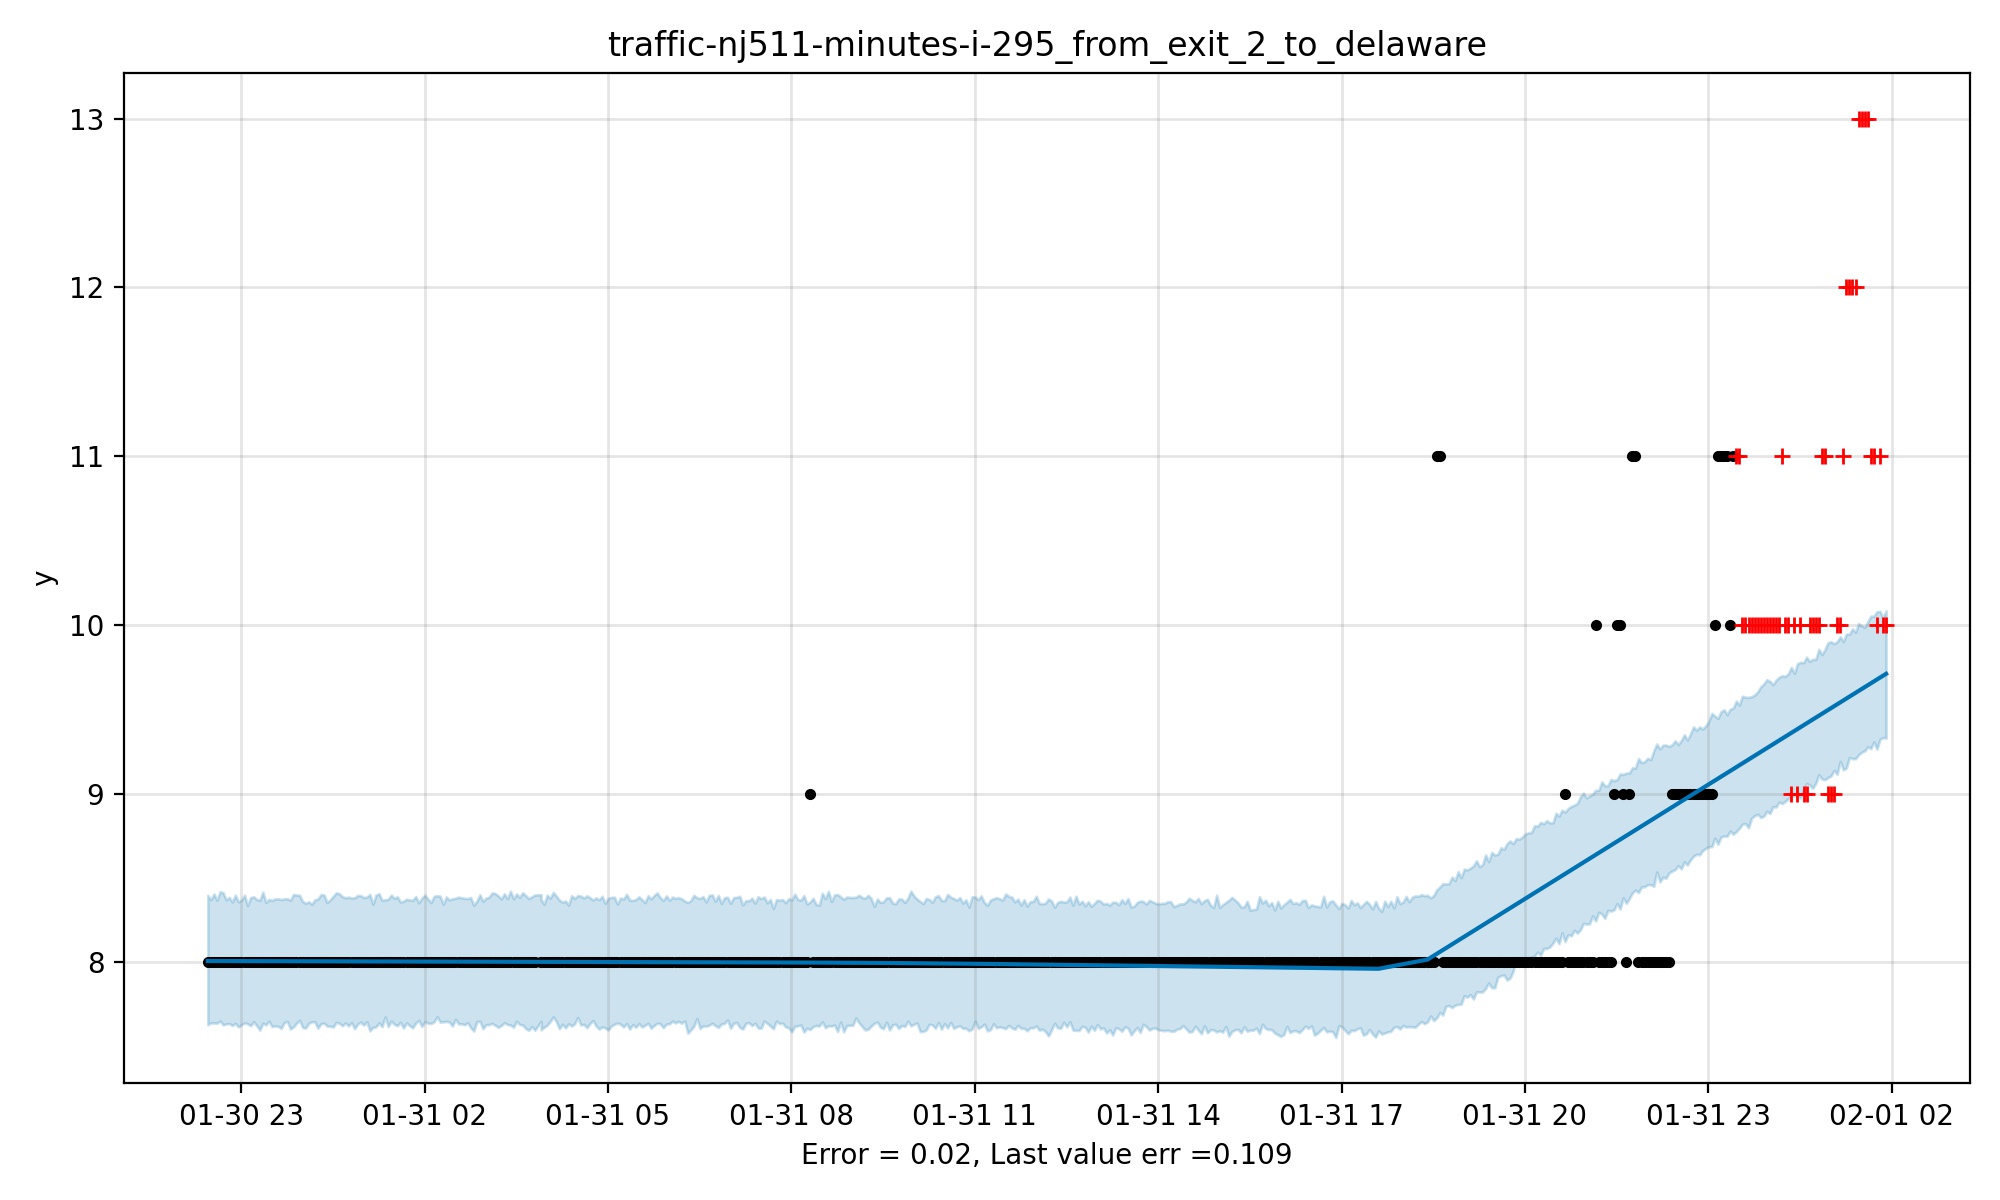 traffic-nj511-minutes-i-295_from_exit_2_to_delaware
13
12
11
10
9
8
y
01-30 23 01-31 02 01-31 05 01-31 08 01-31 11 01-31 14 01-31 17 01-31 20 01-31 23 02-01 02
Error = 0.02, Last value err =0.109